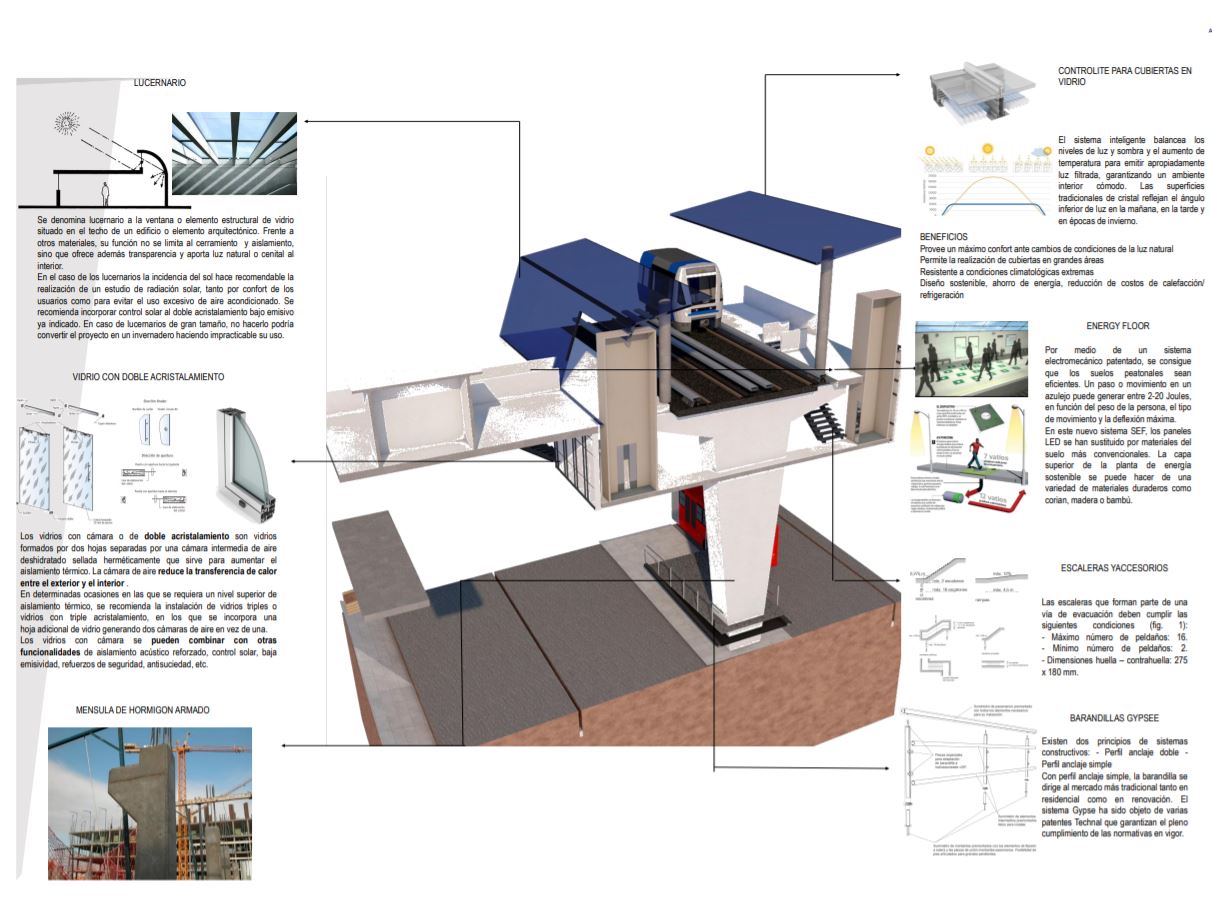 A
LUCERNARIO
Se denomina lucernario a la ventana o elemento estructural de vidrio
situado en el techo de un edificio o elemento arquitectónico. Frente a
otros materiales, su función no se limita al cerramiento y aislamiento,
sino que ofrece además transparencia y aporta luz natural o cenital al
interior.
En el caso de los lucernarios la incidencia del sol hace recomendable la
realización de un estudio de radiación solar, tanto por confort de los
usuarios como para evitar el uso excesivo de aire acondicionado. Se
recomienda incorporar control solar al doble acristalamiento bajo emisivo
ya indicado. En caso de lucernarios de gran tamaño, no hacerlo podría
convertir el proyecto en un invernadero haciendo impracticable su uso.
VIDRIO CON DOBLE ACRISTALAMIENTO
Los vidrios con cámara o de doble acristalamiento son vidrios
formados por dos hojas separadas por una cámara intermedia de aire
deshidratado sellada herméticamente que sirve para aumentar el
aislamiento térmico. La cámara de aire reduce la transferencia de calor
entre el exterior y el interior .
En determinadas ocasiones en las que se requiera un nivel superior de
aislamiento térmico, se recomienda la instalación de vidrios triples o
vidrios con triple acristalamiento, en los que se incorpora una
hoja adicional de vidrio generando dos cámaras de aire en vez de una.
Los vidrios con cámara se pueden combinar con otras
funcionalidades de aislamiento acústico reforzado, control solar, baja
emisividad, refuerzos de seguridad, antisuciedad, etc.
MENSULA DE HORMIGON ARMADO
CONTROLITE PARA CUBIERTAS EN
VIDRIO
El sistema inteligente balancea los
niveles de luz y sombra y el aumento de
temperatura para emitir apropiadamente
luz filtrada, garantizando un ambiente
interior cómodo. Las superficies
tradicionales de cristal reflejan el ángulo
inferior de luz en la mañana, en la tarde y
en épocas de invierno.
BENEFICIOS
Provee un máximo confort ante cambios de condiciones de la luz natural
Permite la realización de cubiertas en grandes áreas
Resistente a condiciones climatológicas extremas
Diseño sostenible, ahorro de energía, reducción de costos de calefacción/
refrigeración
ENERGY FLOOR
Por medio de un sistema
electromecánico patentado, se consigue
que los suelos peatonales sean
eficientes. Un paso o movimiento en un
azulejo puede generar entre 2-20 Joules,
en función del peso de la persona, el tipo
de movimiento y la deflexión máxima.
En este nuevo sistema SEF, los paneles
LED se han sustituido por materiales del
suelo más convencionales. La capa
superior de la planta de energía
sostenible se puede hacer de una
variedad de materiales duraderos como
corian, madera o bambú.
7 vatios
12 vatios
ESCALERAS YACCESORIOS
máx. 10%
máx. 4,5 m
Las escaleras que forman parte de una
vía de evacuación deben cumplir las
siguientes condiciones (fig. 1):
- Máximo número de peldaños: 16.
- Mínimo número de peldaños: 2.
- Dimensiones huella – contrahuella: 275
x 180 mm.
BARANDILLAS GYPSEE
Existen dos principios de sistemas
constructivos: - Perfil anclaje doble -
Perfil anclaje simple
Con perfil anclaje simple, la barandilla se
dirige al mercado más tradicional tanto en
residencial como en renovación. El
sistema Gypse ha sido objeto de varias
patentes Technal que garantizan el pleno
cumplimiento de las normativas en vigor.